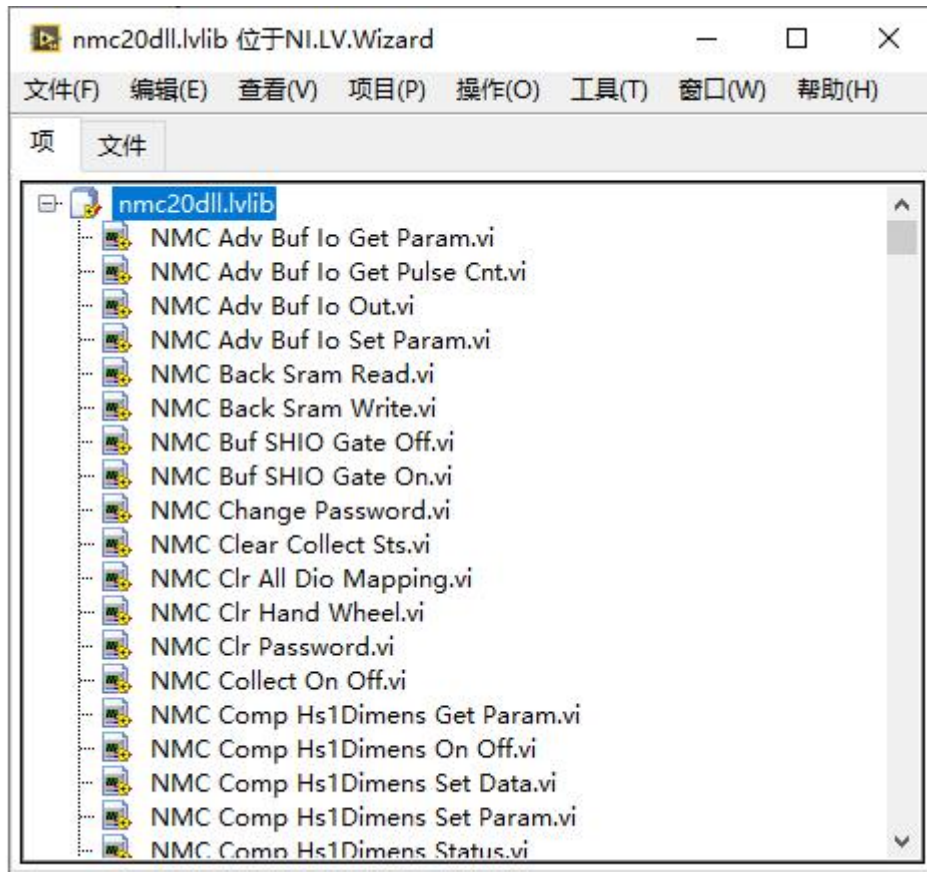 nmc20dll.lvlib 位于NI.LV.Wizard
文件(F) 编辑(E) 查看(V) 项目(P) 操作(O) 工具(T) 窗口(W) 帮助(H)
项 文件
nmc20dll.lvlib
NMC Adv Buf Io Get Param.vi
NMC Adv Buf Io Get Pulse Cnt.vi
NMC Adv Buf Io Out.vi
NMC Adv Buf Io Set Param.vi
NMC Back Sram Read.vi
NMC Back Sram Write.vi
NMC Buf SHIO Gate Off.vi
NMC Buf SHIO Gate On.vi
NMC Change Password.vi
NMC Clear Collect Sts.vi
NMC Clr All Dio Mapping.vi
NMC Clr Hand Wheel.vi
NMC Clr Password.vi
NMC Collect On Off.vi
NMC Comp Hs1Dimens Get Param.vi
NMC Comp Hs1Dimens On Off.vi
NMC Comp Hs1Dimens Set Data.vi
NMC Comp Hs1Dimens Set Param.vi
NMC Comp Hs1Dimens Status.vi